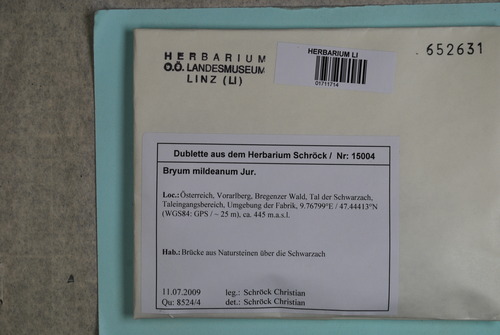 HERBARIUM
O.Ö. LANDESMUSEUM
LINZ (LI)
HERBARIUM LI
01711714
652631
Dublette aus dem Herbarium Schröck / Nr: 15004
Bryum mildeanum Jur.
Loc.: Österreich, Vorarlberg, Bregenzer Wald, Tal der Schwarzach,
Taleingangsbereich, Umgebung der Fabrik, 9.76799°E / 47.44413°N
(WGS84: GPS / ~ 25 m), ca. 445 m.a.s.l.
Hab.: Brücke aus Natursteinen über die Schwarzach
11.07.2009 leg.: Schröck Christian
Qu: 8524/4 det.: Schröck Christian